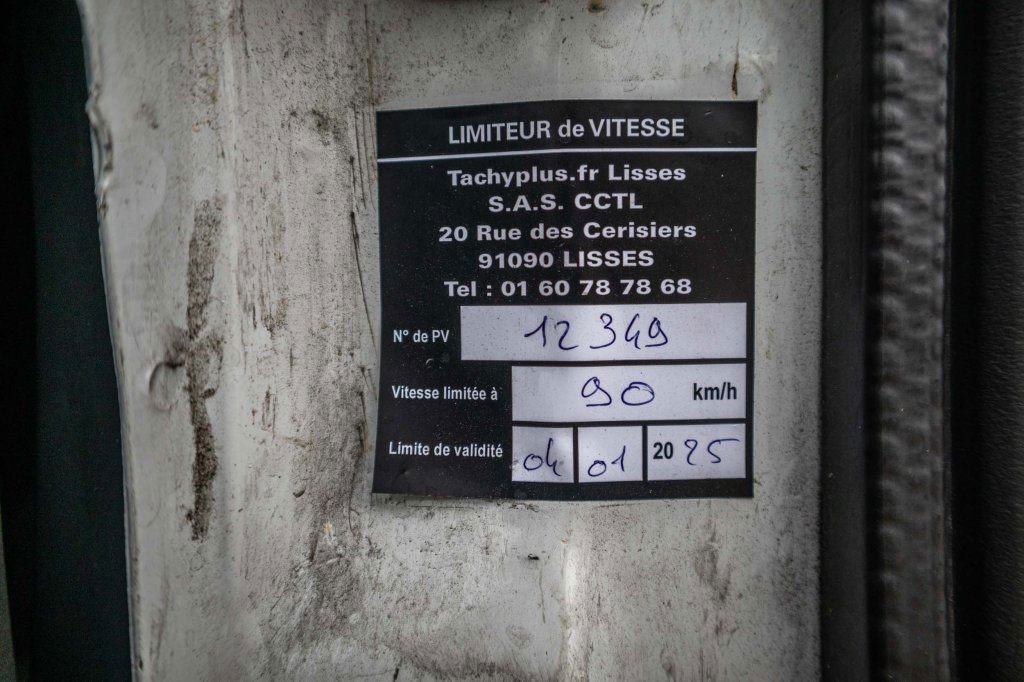 LIMITEUR de VITESSE
Tachyplus.fr Lisses
S.A.S. CCTL
20 Rue des Cerisiers
91090 LISSES
Tel : 01 60 78 78 68
N° de PV 12349
Vitesse limitée à 90 km/h
Limite de validité 04 01 2025